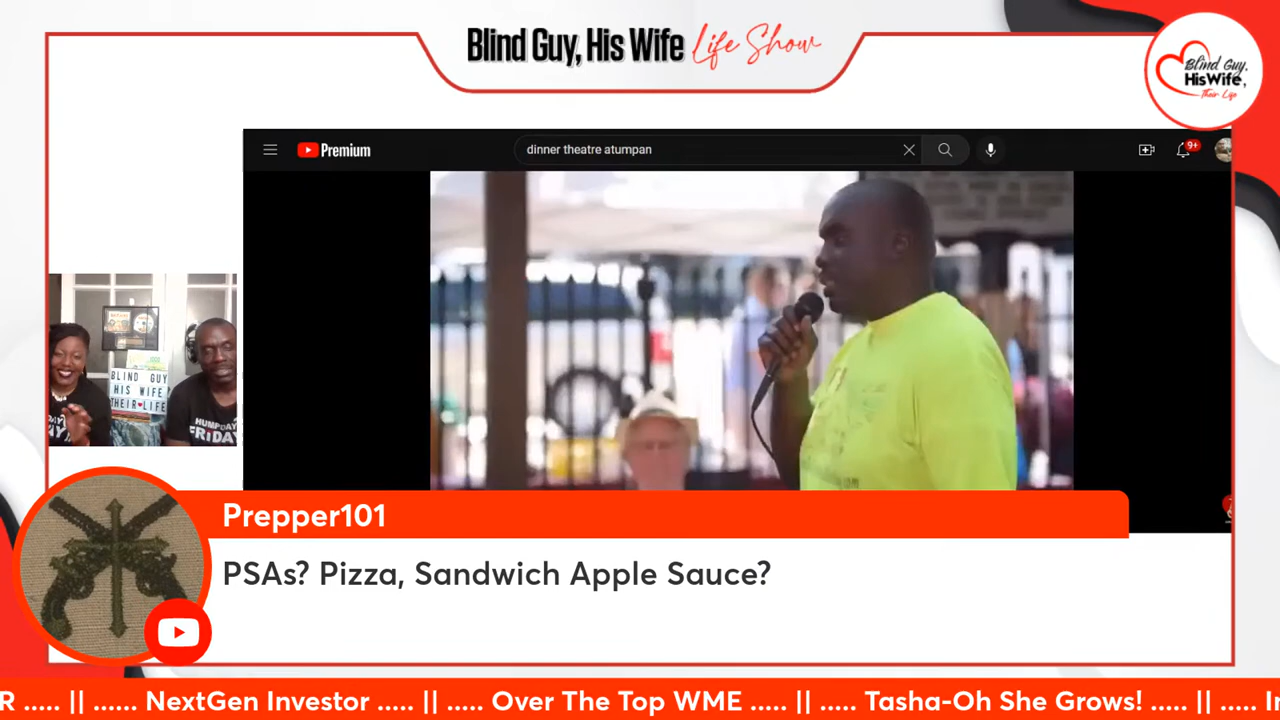 Blind Guy, His Wife Life Show
Blind Guy,
His Wife,
Their Life
Premium
dinner theatre atumpan
9+
BLIND GUY
HIS WIFE
THEIR♥LIFE
HUMPDAY
FRIDAY
Prepper101
PSAs? Pizza, Sandwich Apple Sauce?
R ..... || ...... NextGen Investor ..... || ..... Over The Top WME ..... || ..... Tasha-Oh She Grows! ..... || ..... I